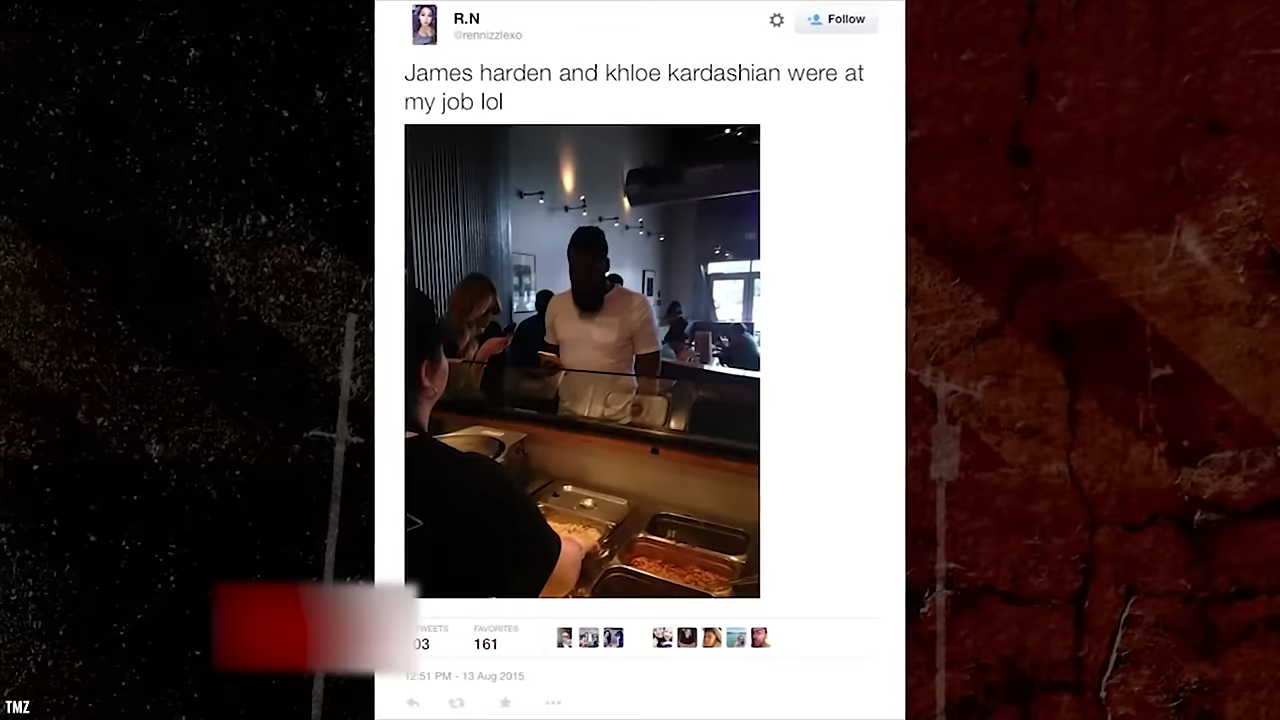 R.N
@rennizzlexo
Follow
James harden and khloe kardashian were at
my job lol
WEETS
FAVORITES
03
161
12:51 PM - 13 Aug 2015
TMZ